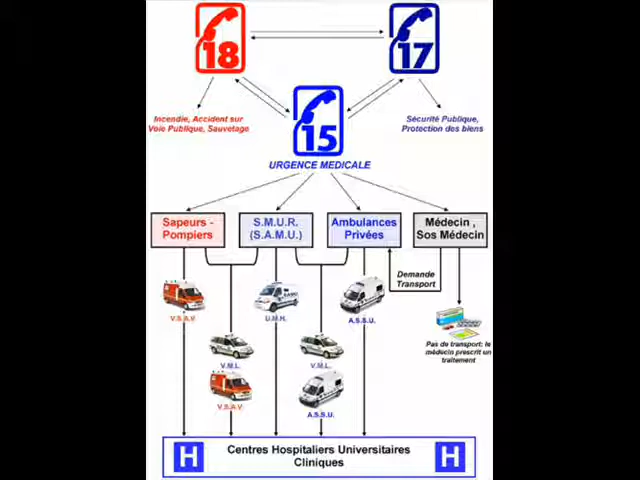 18
17
15
Incendie, Accident sur
Voie Publique, Sauvetage
Sécurité Publique,
Protection des biens
URGENCE MEDICALE
Sapeurs -
Pompiers
S.M.U.R.
(S.A.M.U.)
Ambulances
Privées
Médecin ,
Sos Médecin
Demande
Transport
V.S.A.V.
U.M.H.
A.S.S.U.
Pas de transport: le
médecin prescrit un
traitement
V.M.L.
V.M.L.
V.S.A.V.
A.S.S.U.
H
Centres Hospitaliers Universitaires
Cliniques
H